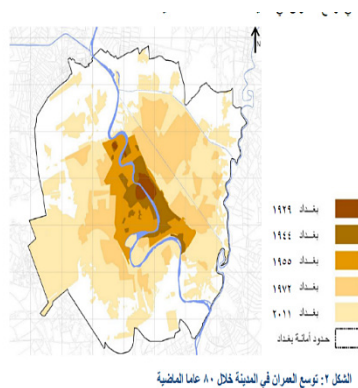 N
بغداد ١٩٢٩
بغداد ١٩٤٤
بغداد ١٩٥٥
بغداد ١٩٧٢
بغداد ٢٠١١
حدود أمانة بغداد
الشكل ٢: توسع العمران في المدينة خلال ٨٠ عاما الماضية